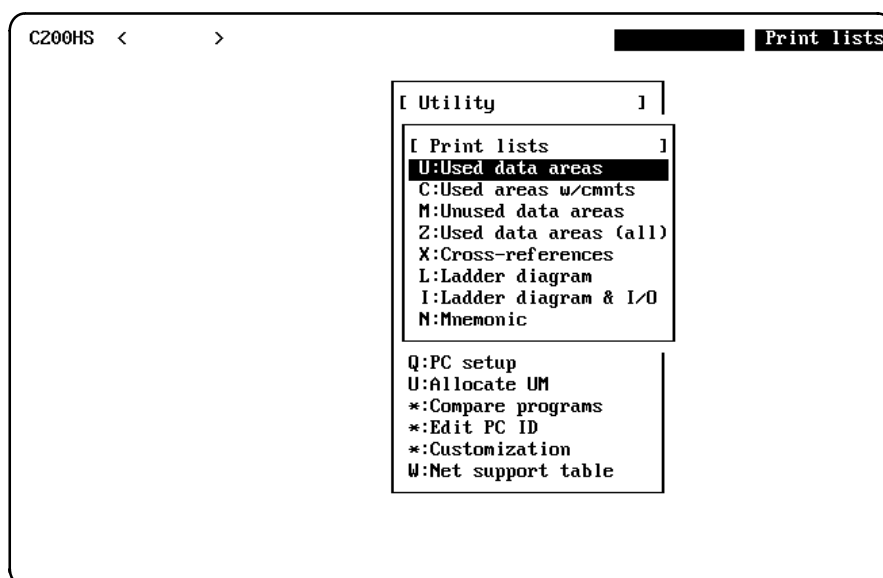 C200HS < > Print lists
[ Utility ]
[ Print lists ]
U:Used data areas
C:Used areas w/cmnts
M:Unused data areas
Z:Used data areas (all)
X:Cross-references
L:Ladder diagram
I:Ladder diagram & I/O
N:Mnemonic
Q:PC setup
U:Allocate UM
*:Compare programs
*:Edit PC ID
*:Customization
W:Net support table